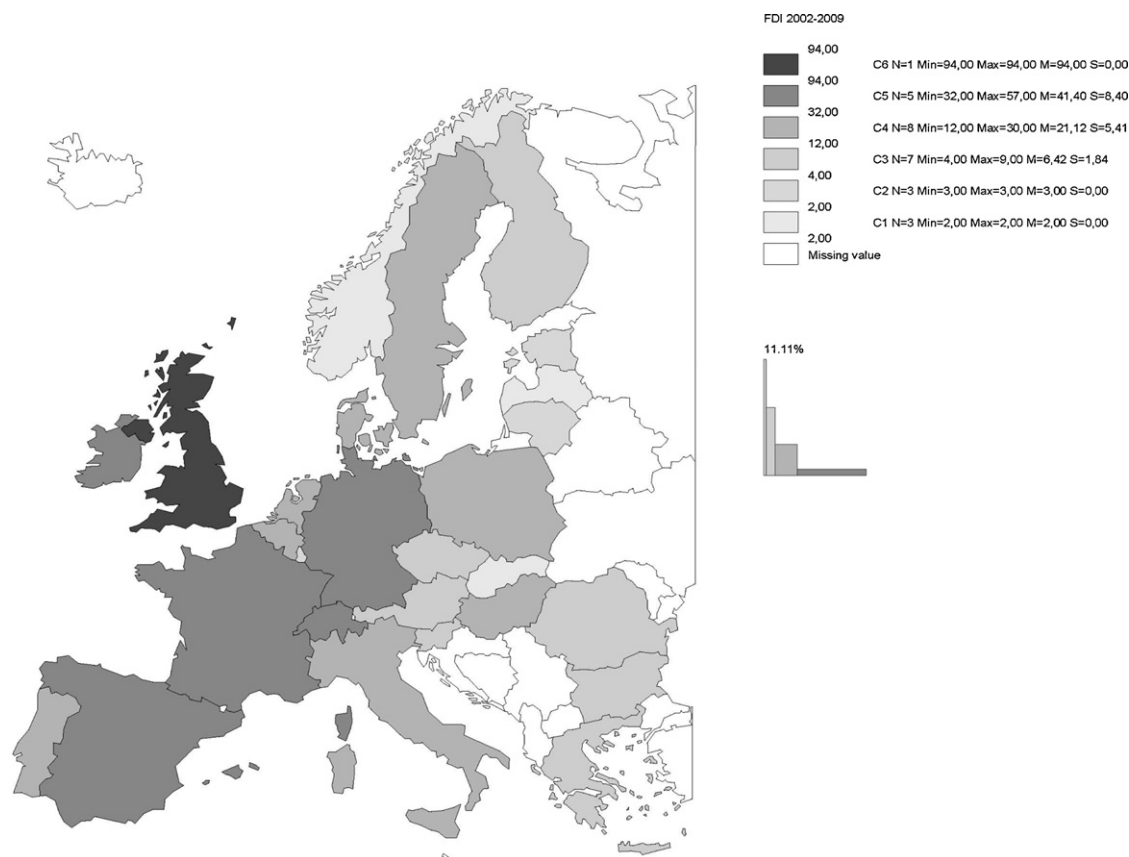 FDI 2002-2009
94,00
C6 N=1 Min=94,00 Max=94,00 M=94,00 S=0,00
94,00
C5 N=5 Min=32,00 Max=57,00 M=41,40 S=8,40
32,00
C4 N=8 Min=12,00 Max=30,00 M=21,12 S=5,41
12,00
C3 N=7 Min=4,00 Max=9,00 M=6,42 S=1,84
4,00
C2 N=3 Min=3,00 Max=3,00 M=3,00 S=0,00
2,00
C1 N=3 Min=2,00 Max=2,00 M=2,00 S=0,00
2,00
Missing value
11.11%